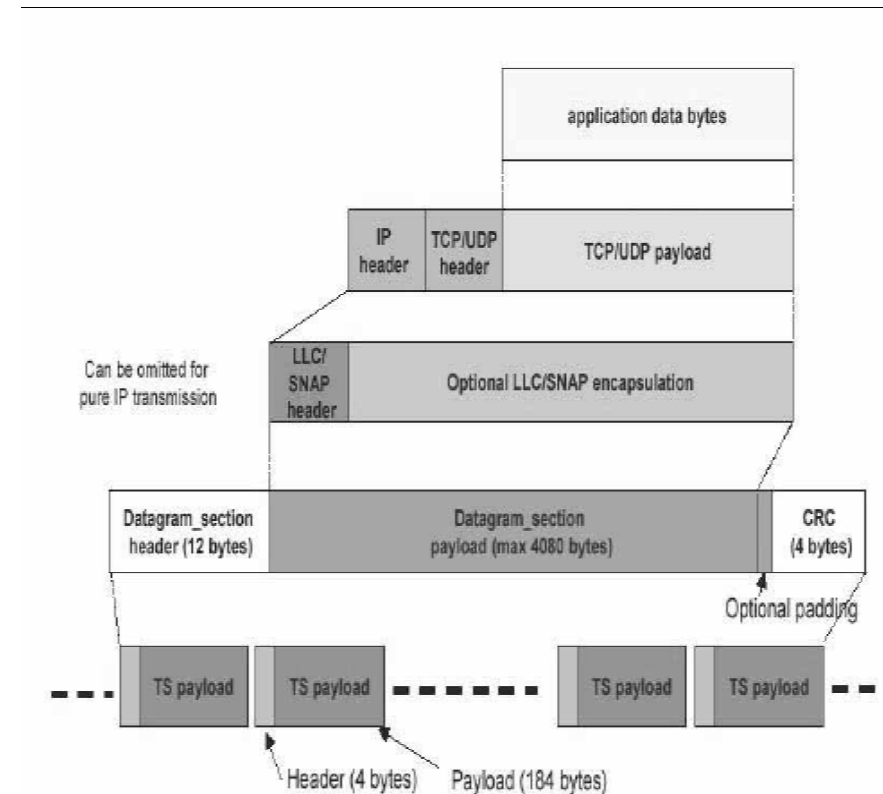 application data bytes
IP
header
TCP/UDP
header
TCP/UDP payload
Can be omitted for
pure IP transmission
LLC/
SNAP
header
Optional LLC/SNAP encapsulation
Datagram_section
header (12 bytes)
Datagram_section
payload (max 4080 bytes)
CRC
(4 bytes)
Optional padding
TS payload
TS payload
TS payload
TS payload
Header (4 bytes)
Payload (184 bytes)